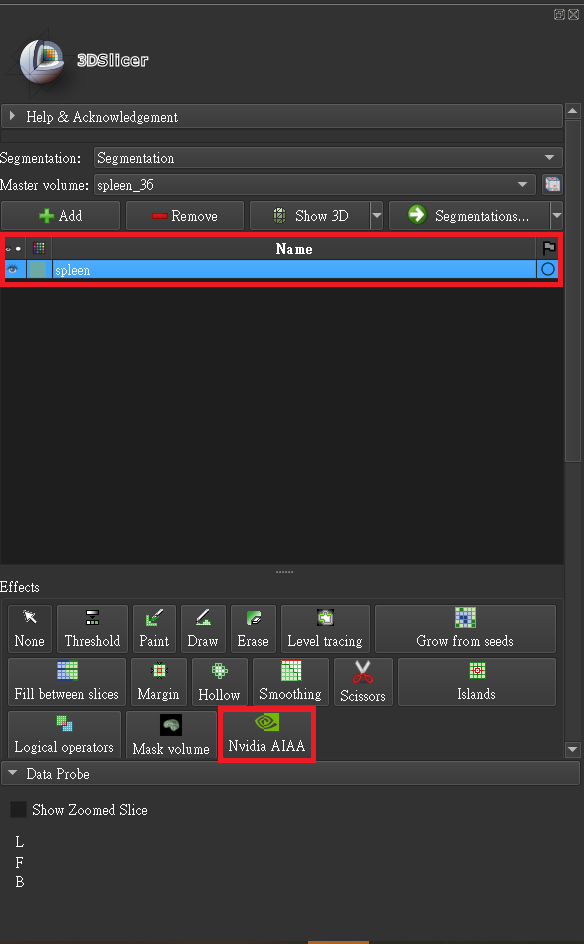 3DSlicer
Help & Acknowledgement
Segmentation: Segmentation
Master volume: spleen_36
Add Remove Show 3D Segmentations...
Name
spleen
Effects
None Threshold Paint Draw Erase Level tracing Grow from seeds
Fill between slices Margin Hollow Smoothing Scissors Islands
Logical operators Mask volume Nvidia AIAA
Data Probe
Show Zoomed Slice
L
F
B